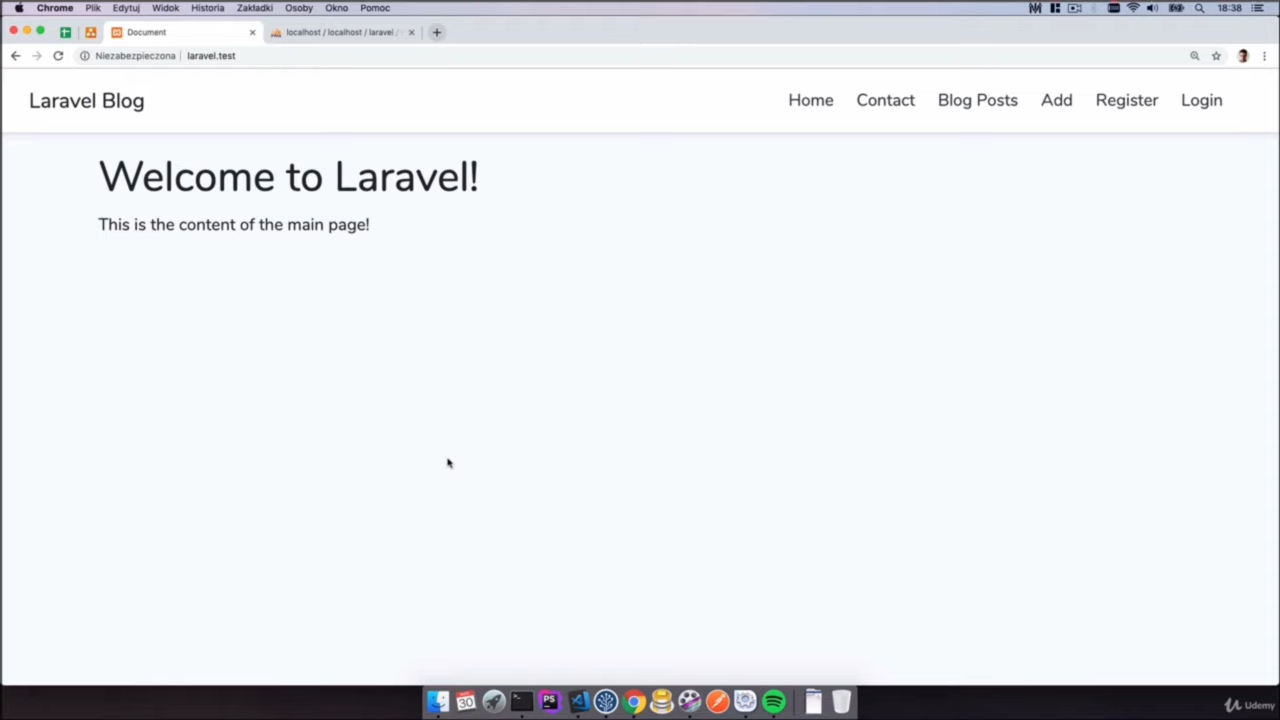 Chrome Plik Edytuj Widok Historia Zakładki Osoby Okno Pomoc 18:38
Document localhost / localhost / laravel /
Niezabezpieczona laravel.test
Laravel Blog Home Contact Blog Posts Add Register Login
Welcome to Laravel!
This is the content of the main page!
30 PS
Udemy